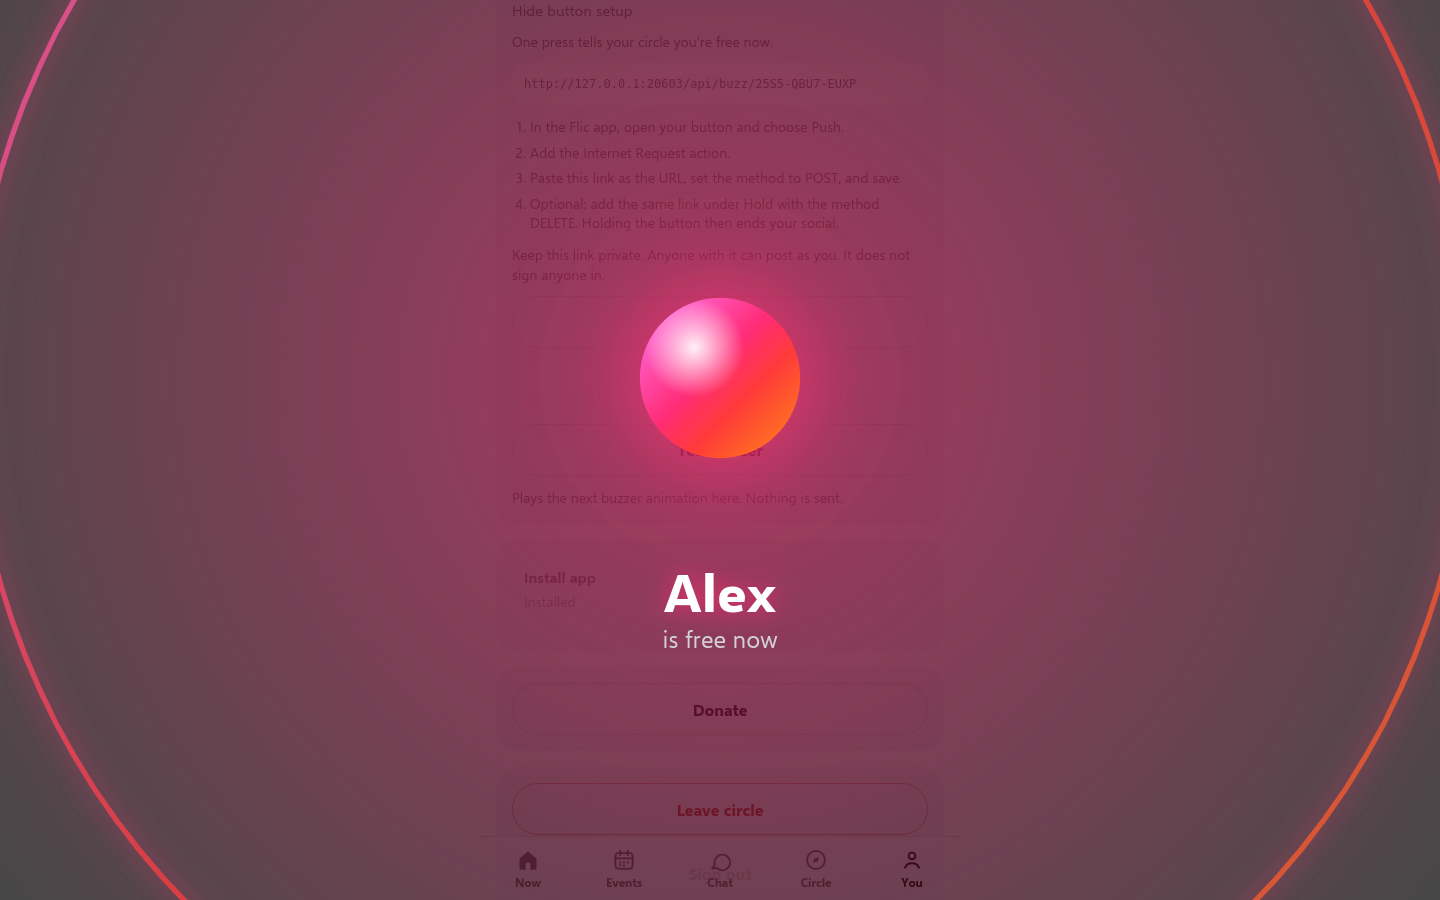 Hide button setup
One press tells your circle you're free now.
http://127.0.0.1:20603/api/buzz/25S5-QBU7-EUXP
1. In the Flic app, open your button and choose Push.
2. Add the Internet Request action.
3. Paste this link as the URL, set the method to POST, and save.
4. Optional: add the same link under Hold with the method
DELETE. Holding the button then ends your social.
Keep this link private. Anyone with it can post as you. It does not
sign anyone in.
Plays the next buzzer animation here. Nothing is sent.
Install app
Installed
Alex
is free now
Donate
Leave circle
Sign out
Now
Events
Chat
Circle
You